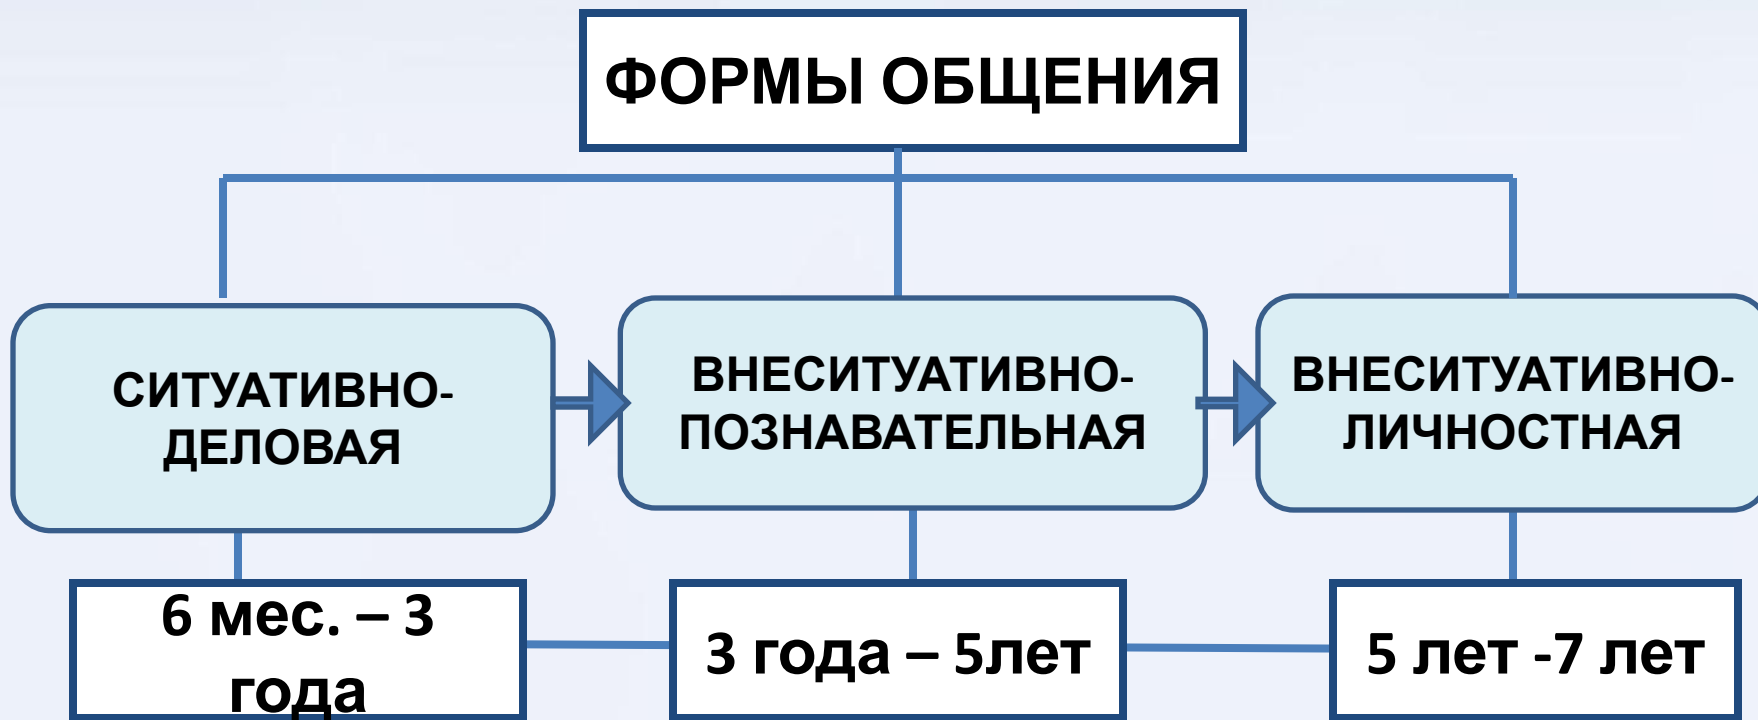 ФОРМЫ ОБЩЕНИЯ
СИТУАТИВНО-
ДЕЛОВАЯ
ВНЕСИТУАТИВНО-
ПОЗНАВАТЕЛЬНАЯ
ВНЕСИТУАТИВНО-
ЛИЧНОСТНАЯ
6 мес. – 3
года
3 года – 5лет
5 лет -7 лет